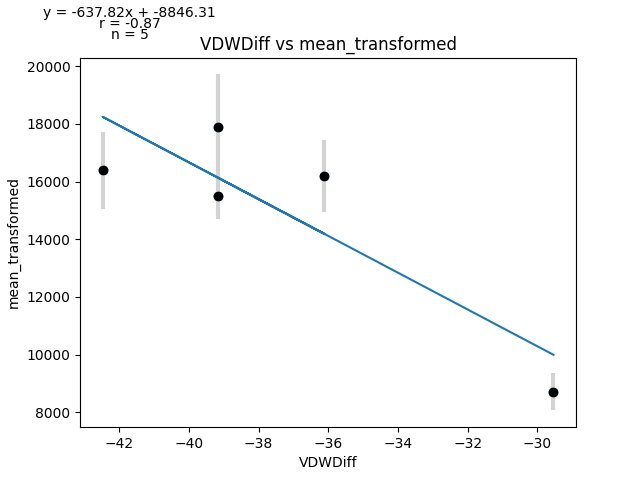 y = -637.82x + -8846.31
r = -0.87
n = 5
VDWDiff vs mean_transformed
20000
18000
16000
14000
12000
10000
8000
mean_transformed
−42
−40
−38
−36
−34
−32
−30
VDWDiff